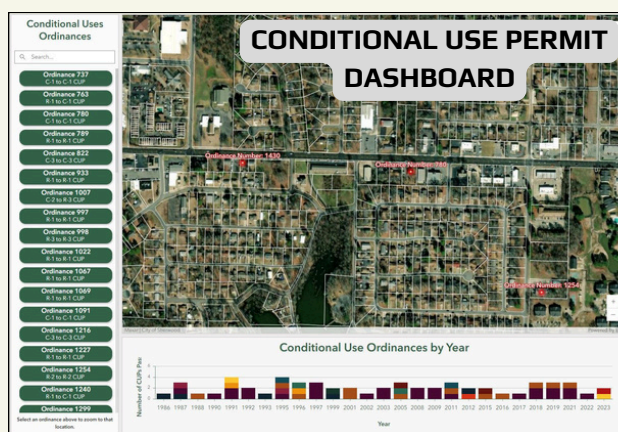 Conditional Uses
Ordinances
Search...
Ordinance 737
C-1 to C-1 CUP
Ordinance 763
R-1 to C-1 CUP
Ordinance 780
C-1 to C-1 CUP
Ordinance 789
R-1 to R-1 CUP
Ordinance 822
C-3 to C-3 CUP
Ordinance 933
R-1 to R-1 CUP
Ordinance 1007
C-2 to R-3 CUP
Ordinance 997
R-1 to R-1 CUP
Ordinance 998
R-3 to R-3 CUP
Ordinance 1022
R-1 to R-1 CUP
Ordinance 1067
R-1 to R-1 CUP
Ordinance 1069
R-1 to R-1 CUP
Ordinance 1091
C-1 to C-1 CUP
Ordinance 1216
C-3 to C-3 CUP
Ordinance 1227
R-1 to R-1 CUP
Ordinance 1254
R-2 to R-2 CUP
Ordinance 1240
R-1 to C-1 CUP
Ordinance 1299
Select an ordinance above to zoom to that
location.
CONDITIONAL USE PERMIT
DASHBOARD
Ordinance Number: 1430
Ordinance Number:
Ordinance Number: 1254
Conditional Use Ordinances by Year
Number of CUPs Pas
6
4
2
0
1986 1987 1988 1990 1991 1992 1993 1995 1996 1997 1999 2001 2002 2003 2005 2008 2009 2011 2012 2015 2016 2018 2019 2021 2022 2023
Year